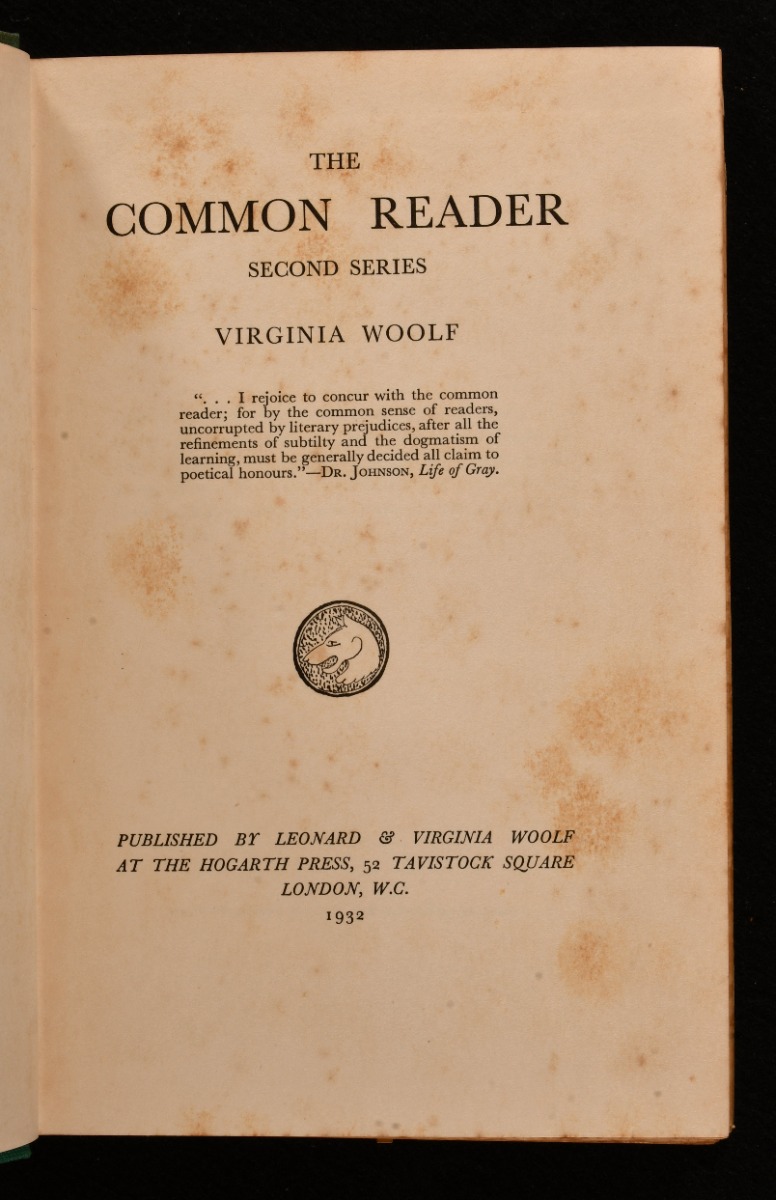 THE
COMMON READER
SECOND SERIES
VIRGINIA WOOLF
“. . . I rejoice to concur with the common
reader; for by the common sense of readers,
uncorrupted by literary prejudices, after all the
refinements of subtilty and the dogmatism of
learning, must be generally decided all claim to
poetical honours.”—DR. JOHNSON, Life of Gray.
PUBLISHED BY LEONARD & VIRGINIA WOOLF
AT THE HOGARTH PRESS, 52 TAVISTOCK SQUARE
LONDON, W.C.
1932